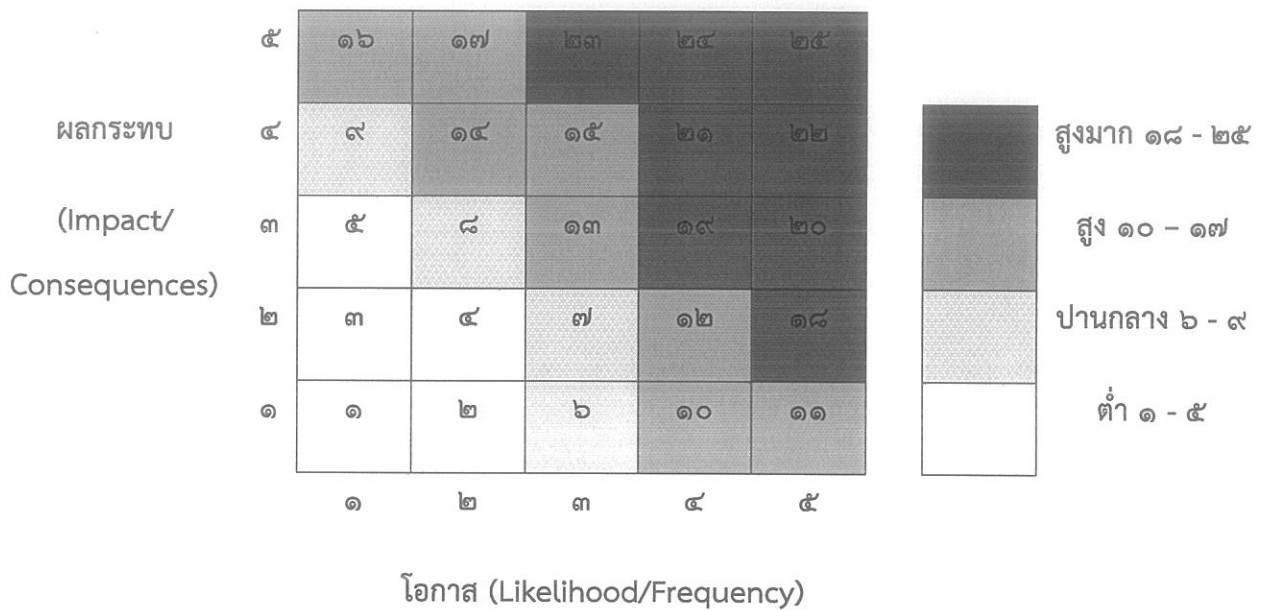 ๕ ๑๖ ๑๗ ๒๓ ๒๔ ๒๕
ผลกระทบ ๔ ๙ ๑๔ ๑๕ ๒๑ ๒๒ สูงมาก ๑๘ - ๒๕
(Impact/ ๓ ๕ ๘ ๑๓ ๑๙ ๒๐ สูง ๑๐ – ๑๗
Consequences)
๒ ๓ ๔ ๗ ๑๒ ๑๘ ปานกลาง ๖ - ๙
๑ ๑ ๒ ๖ ๑๐ ๑๑ ต่ำ ๑ - ๕
๑ ๒ ๓ ๔ ๕
โอกาส (Likelihood/Frequency)